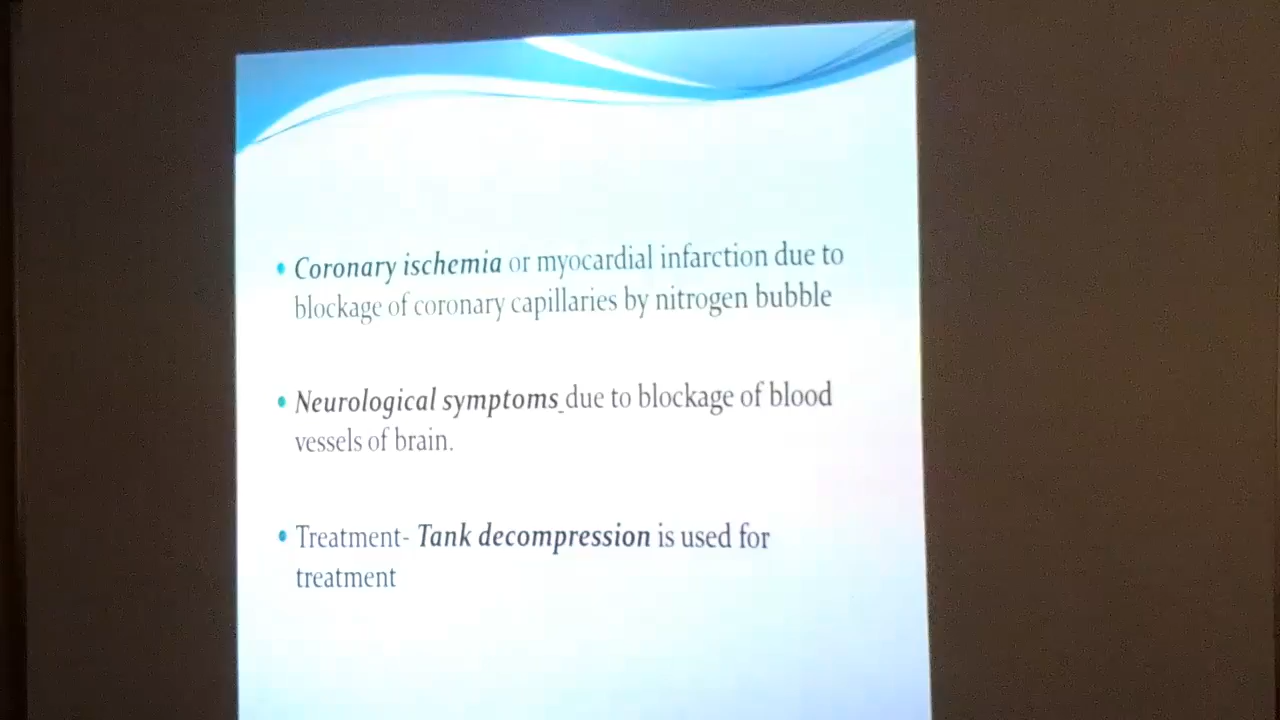 • Coronary ischemia or myocardial infarction due to
blockage of coronary capillaries by nitrogen bubble
• Neurological symptoms due to blockage of blood
vessels of brain.
• Treatment- Tank decompression is used for
treatment